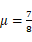 μ = 7/8